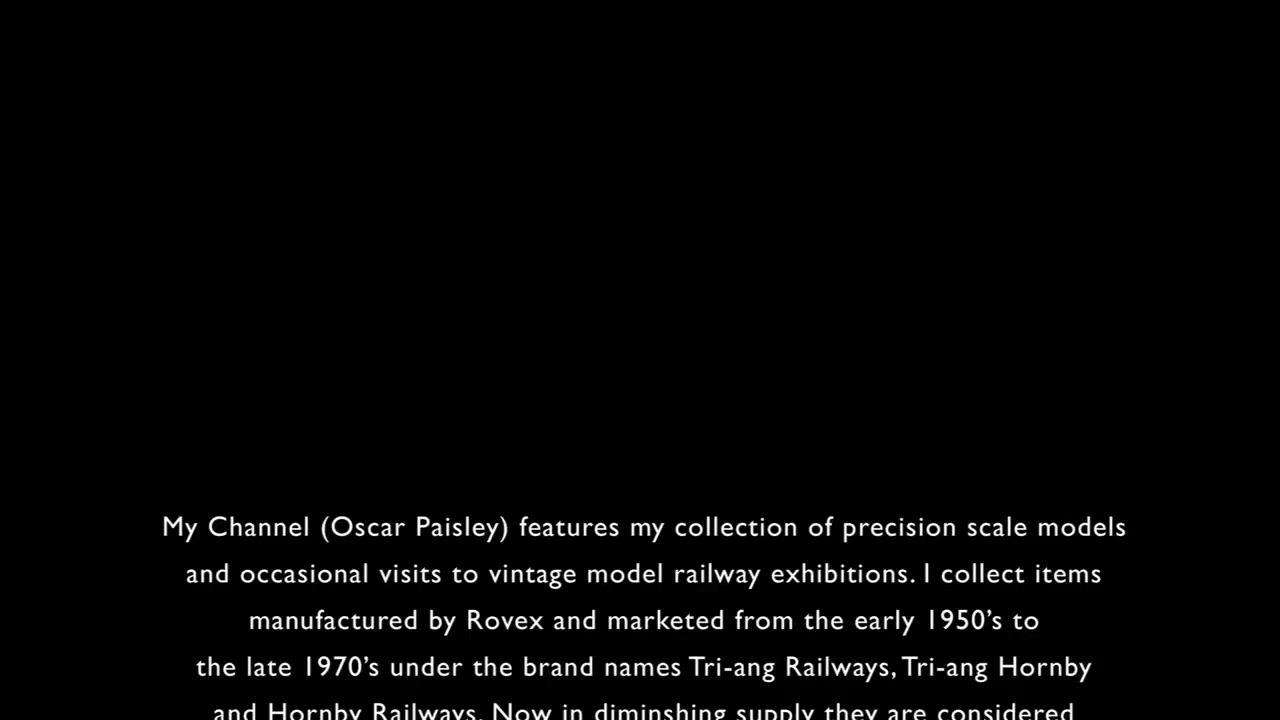 My Channel (Oscar Paisley) features my collection of precision scale models
and occasional visits to vintage model railway exhibitions. I collect items
manufactured by Rovex and marketed from the early 1950’s to
the late 1970’s under the brand names Tri-ang Railways, Tri-ang Hornby
and Hornby Railways. Now in diminshing supply they are considered